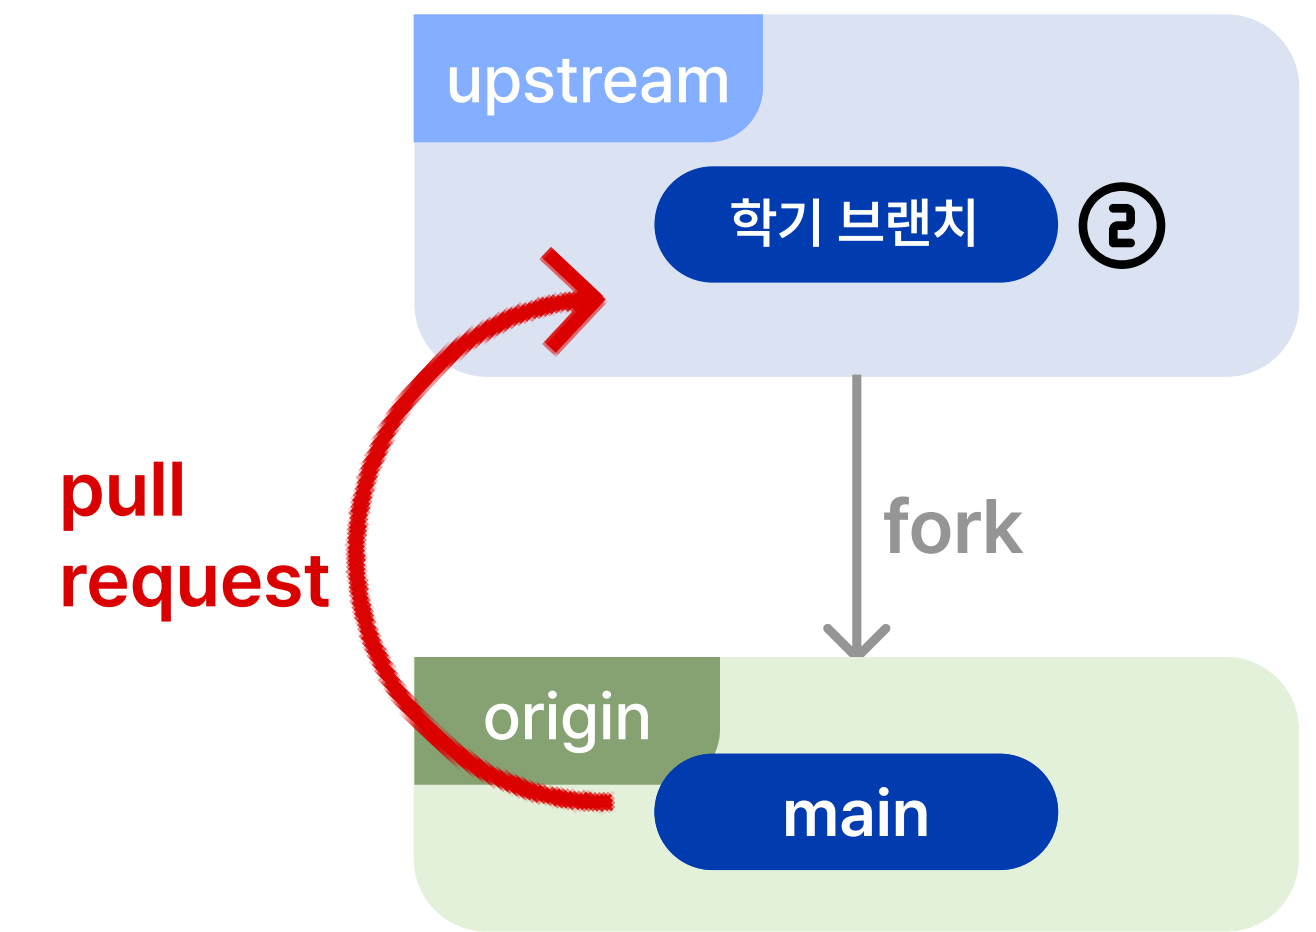 upstream
학기 브랜치
2
pull
request
fork
origin
main